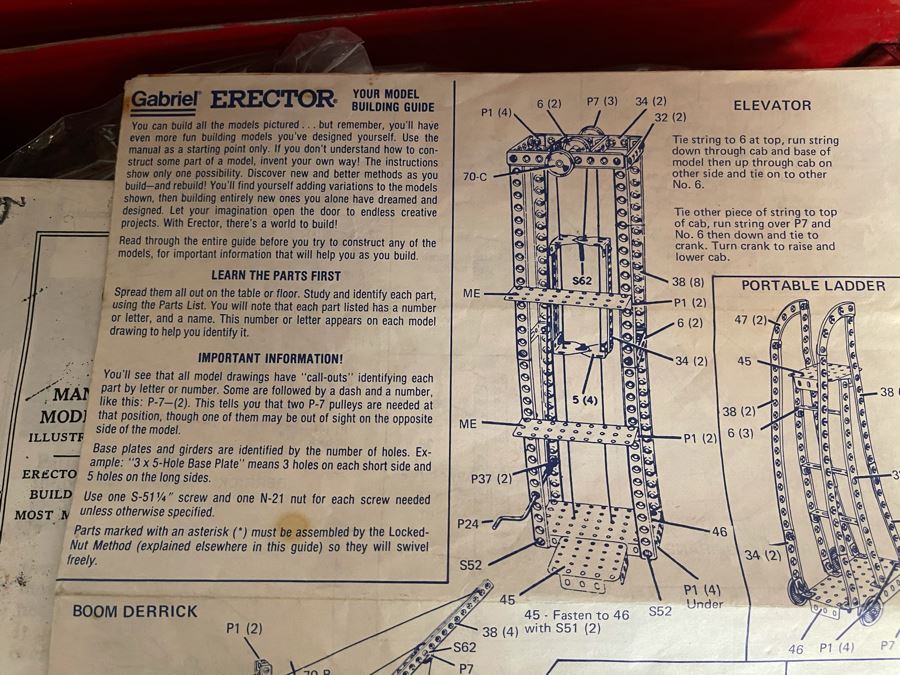 Gabriel® ERECTOR® YOUR MODEL
BUILDING GUIDE
You can build all the models pictured . . . but remember, you'll have
even more fun building models you've designed yourself. Use the
manual as a starting point only. If you don't understand how to con-
struct some part of a model, invent your own way! The instructions
show only one possibility. Discover new and better methods as you
build—and rebuild! You'll find yourself adding variations to the models
shown, then building entirely new ones you alone have dreamed and
designed. Let your imagination open the door to endless creative
projects. With Erector, there's a world to build!
Read through the entire guide before you try to construct any of the
models, for important information that will help you as you build.
LEARN THE PARTS FIRST
Spread them all out on the table or floor. Study and identify each part,
using the Parts List. You will note that each part listed has a number
or letter, and a name. This number or letter appears on each model
drawing to help you identify it.
IMPORTANT INFORMATION!
You'll see that all model drawings have "call-outs" identifying each
part by letter or number. Some are followed by a dash and a number,
like this: P-7—(2). This tells you that two P-7 pulleys are needed at
that position, though one of them may be out of sight on the opposite
side of the model.
Base plates and girders are identified by the number of holes. Ex-
ample: "3 x 5-Hole Base Plate" means 3 holes on each short side and
5 holes on the long sides.
Use one S-51¼" screw and one N-21 nut for each screw needed
unless otherwise specified.
Parts marked with an asterisk (*) must be assembled by the Locked-
Nut Method (explained elsewhere in this guide) so they will swivel
freely.
ELEVATOR
Tie string to 6 at top, run string
down through cab and base of
model then up through cab on
other side and tie on to other
No. 6.
Tie other piece of string to top
of cab, run string over P7 and
No. 6 then down and tie to
crank. Turn crank to raise and
lower cab.
P1 (4)
6 (2)
P7 (3)
34 (2)
32 (2)
70-C
S62
38 (8)
ME
P1 (2)
6 (2)
34 (2)
5 (4)
ME
P1 (2)
P37 (2)
P24
46
S52
P1 (4)
Under
S52
45
45 - Fasten to 46
with S51 (2)
PORTABLE LADDER
47 (2)
45
38 (2)
38
6 (3)
34 (2)
46
P1 (4)
P7
BOOM DERRICK
P1 (2)
38 (4)
S62
P7
70-B
MAN
MOD
ILLUSTR
ERECTO
BUILD
MOST M